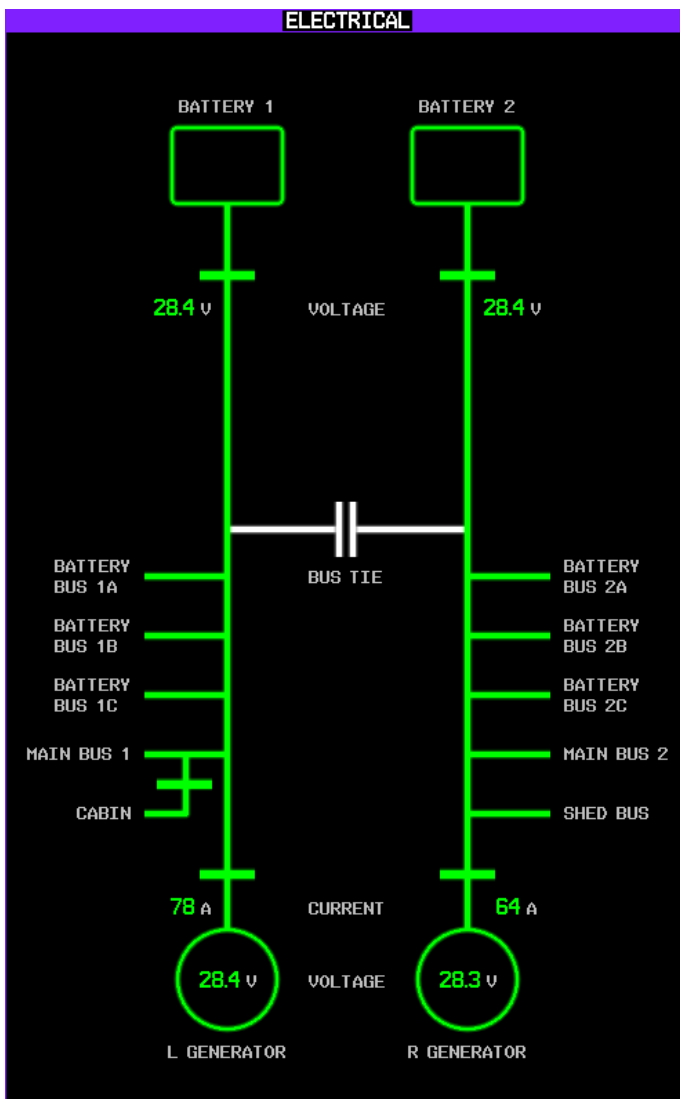 ELECTRICAL
BATTERY 1
BATTERY 2
28.4 V
VOLTAGE
28.4 V
BATTERY
BUS 1A
BUS TIE
BATTERY
BUS 2A
BATTERY
BUS 1B
BATTERY
BUS 2B
BATTERY
BUS 1C
BATTERY
BUS 2C
MAIN BUS 1
MAIN BUS 2
CABIN
SHED BUS
78 A
CURRENT
64 A
28.4 V
VOLTAGE
28.3 V
L GENERATOR
R GENERATOR